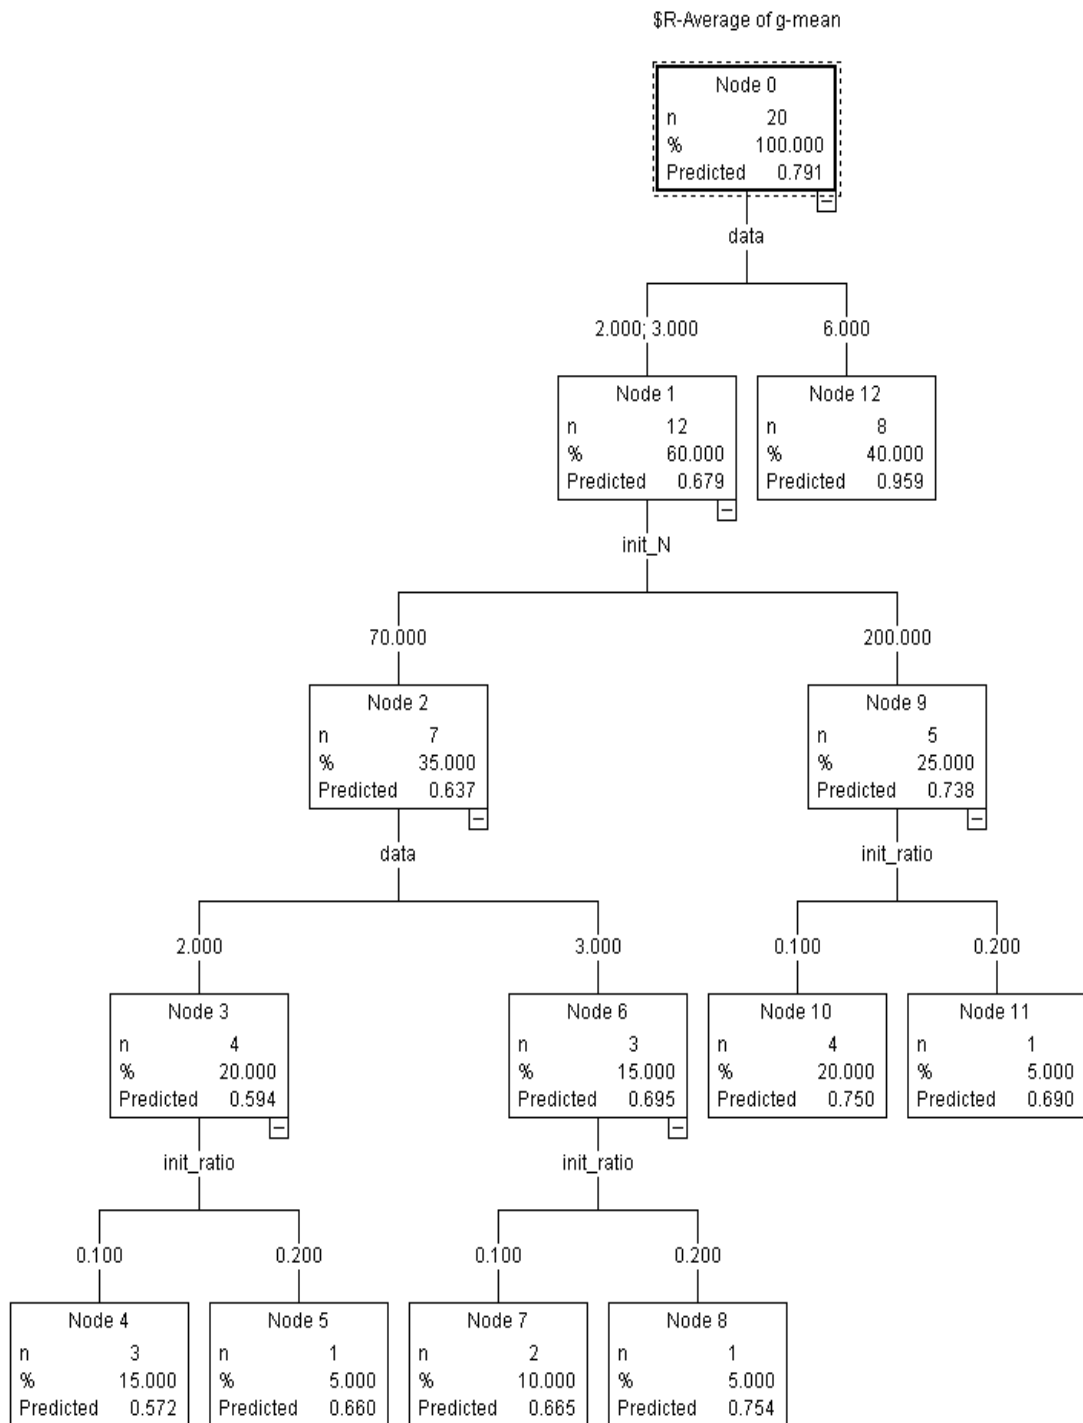 $R-Average of g-mean
Node 0
n 20
% 100.000
Predicted 0.791
data
2.000; 3.000
6.000
Node 1
n 12
% 60.000
Predicted 0.679
Node 12
n 8
% 40.000
Predicted 0.959
init_N
70.000
200.000
Node 2
n 7
% 35.000
Predicted 0.637
Node 9
n 5
% 25.000
Predicted 0.738
data
init_ratio
2.000
3.000
0.100
0.200
Node 3
n 4
% 20.000
Predicted 0.594
Node 6
n 3
% 15.000
Predicted 0.695
Node 10
n 4
% 20.000
Predicted 0.750
Node 11
n 1
% 5.000
Predicted 0.690
init_ratio
init_ratio
0.100
0.200
0.100
0.200
Node 4
n 3
% 15.000
Predicted 0.572
Node 5
n 1
% 5.000
Predicted 0.660
Node 7
n 2
% 10.000
Predicted 0.665
Node 8
n 1
% 5.000
Predicted 0.754